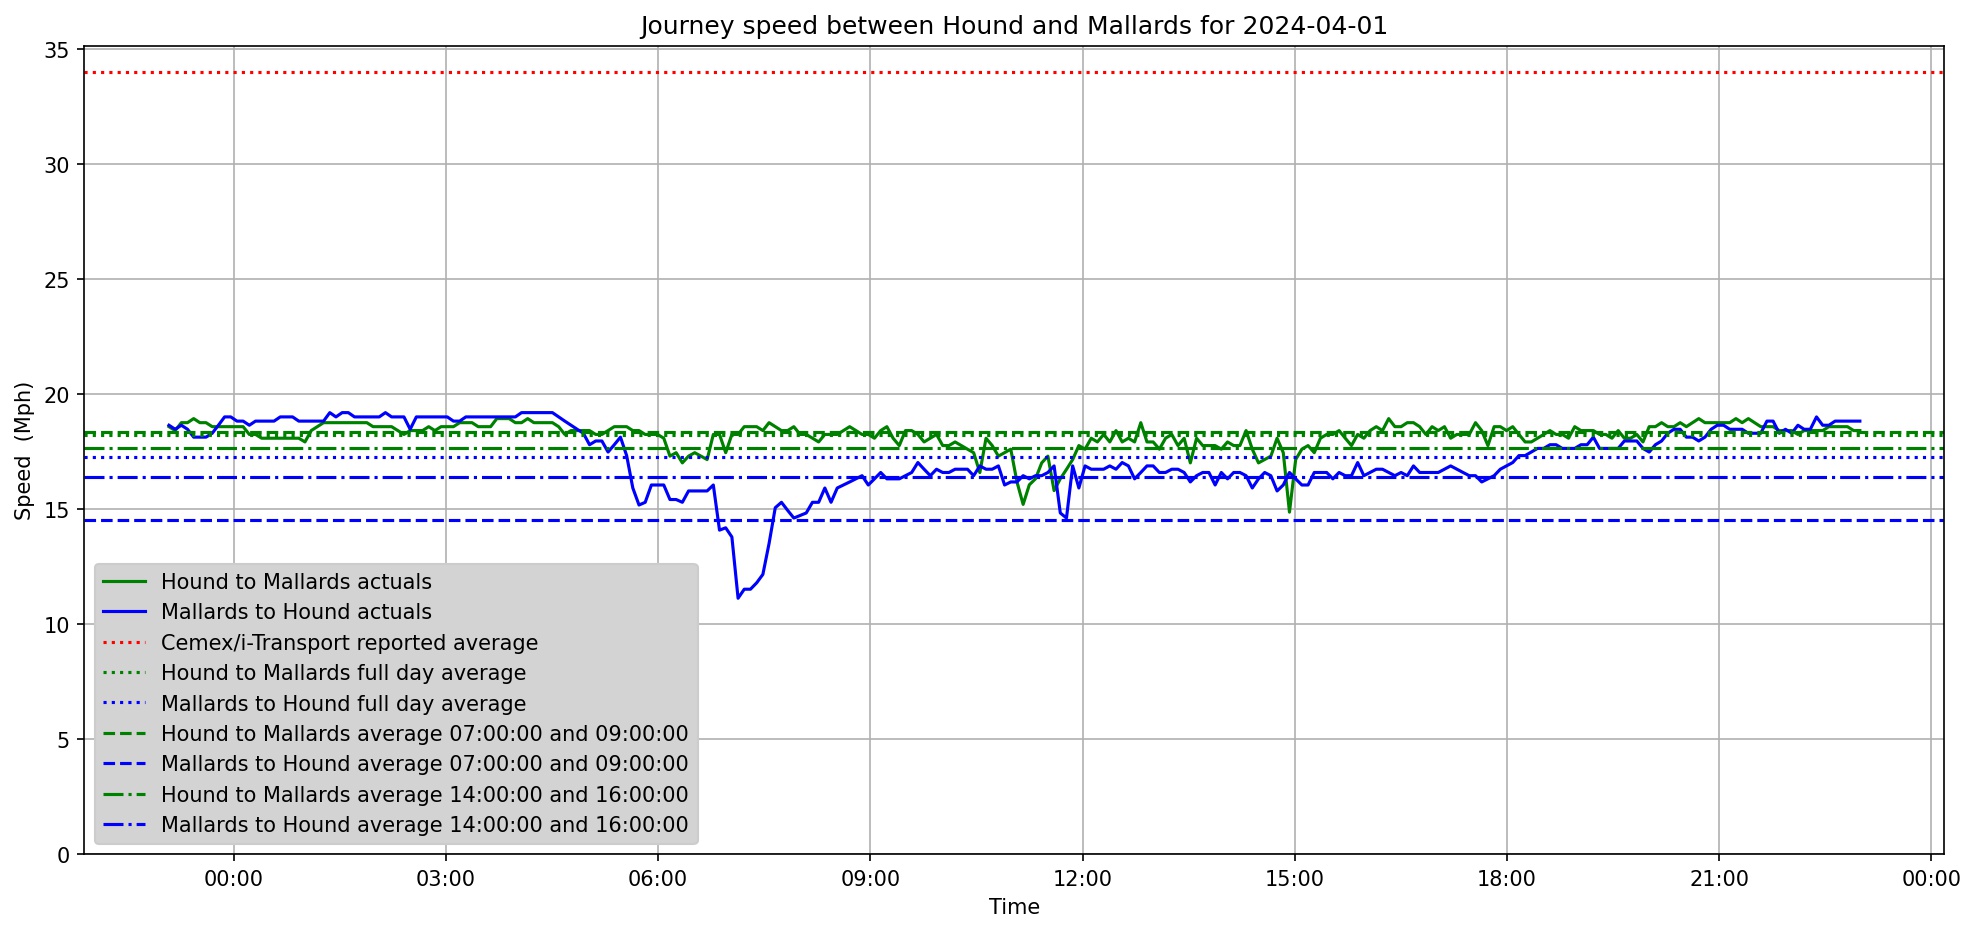 Journey speed between Hound and Mallards for 2024-04-01
35
30
25
20
15
10
5
0
Speed (Mph)
Hound to Mallards actuals
Mallards to Hound actuals
Cemex/i-Transport reported average
Hound to Mallards full day average
Mallards to Hound full day average
Hound to Mallards average 07:00:00 and 09:00:00
Mallards to Hound average 07:00:00 and 09:00:00
Hound to Mallards average 14:00:00 and 16:00:00
Mallards to Hound average 14:00:00 and 16:00:00
00:00 03:00 06:00 09:00 12:00 15:00 18:00 21:00 00:00
Time